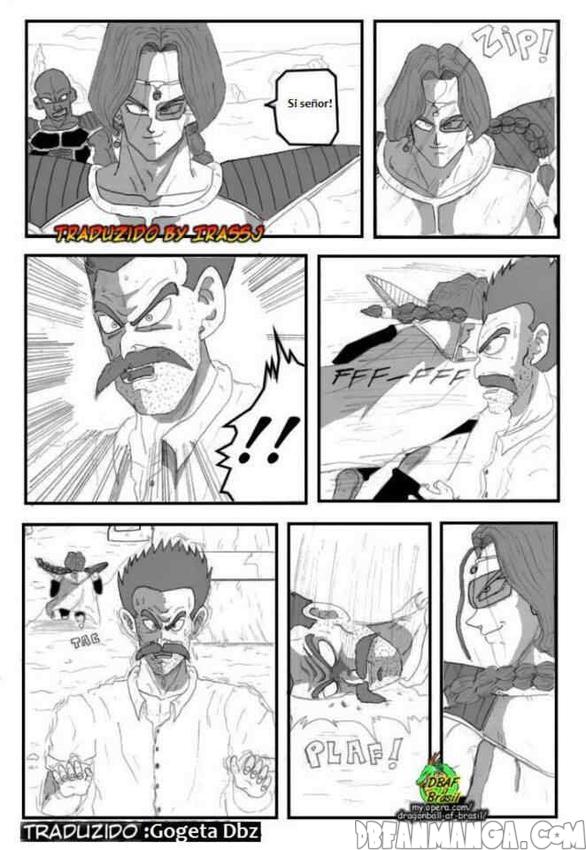 ZIP!
Si señor!
TRADUZIDO BY IRASSJ
FFF-FFF
!!
TAC
PLAF!
DBAF
Brasil
my.opera.com/
dragonball-af-brasil/
TRADUZIDO :Gogeta Dbz
DBFANMANGA.COM